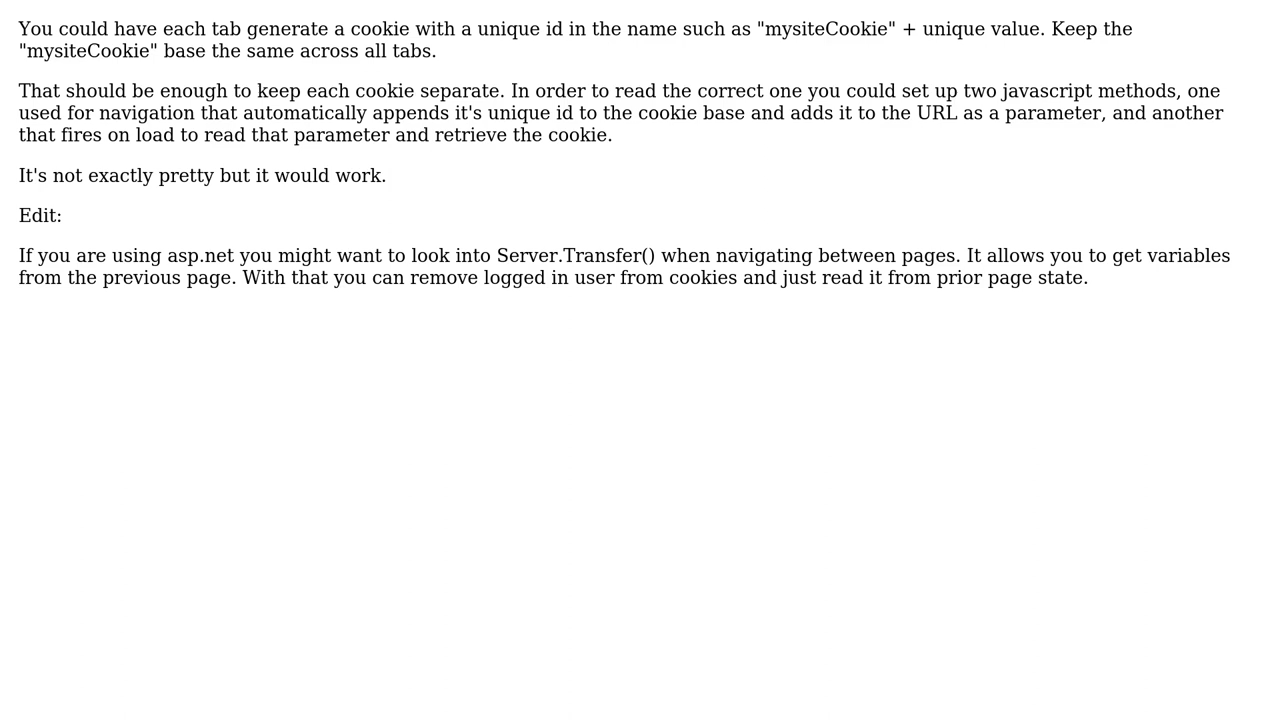 You could have each tab generate a cookie with a unique id in the name such as "mysiteCookie" + unique value. Keep the
"mysiteCookie" base the same across all tabs.
That should be enough to keep each cookie separate. In order to read the correct one you could set up two javascript methods, one
used for navigation that automatically appends it's unique id to the cookie base and adds it to the URL as a parameter, and another
that fires on load to read that parameter and retrieve the cookie.
It's not exactly pretty but it would work.
Edit:
If you are using asp.net you might want to look into Server.Transfer() when navigating between pages. It allows you to get variables
from the previous page. With that you can remove logged in user from cookies and just read it from prior page state.